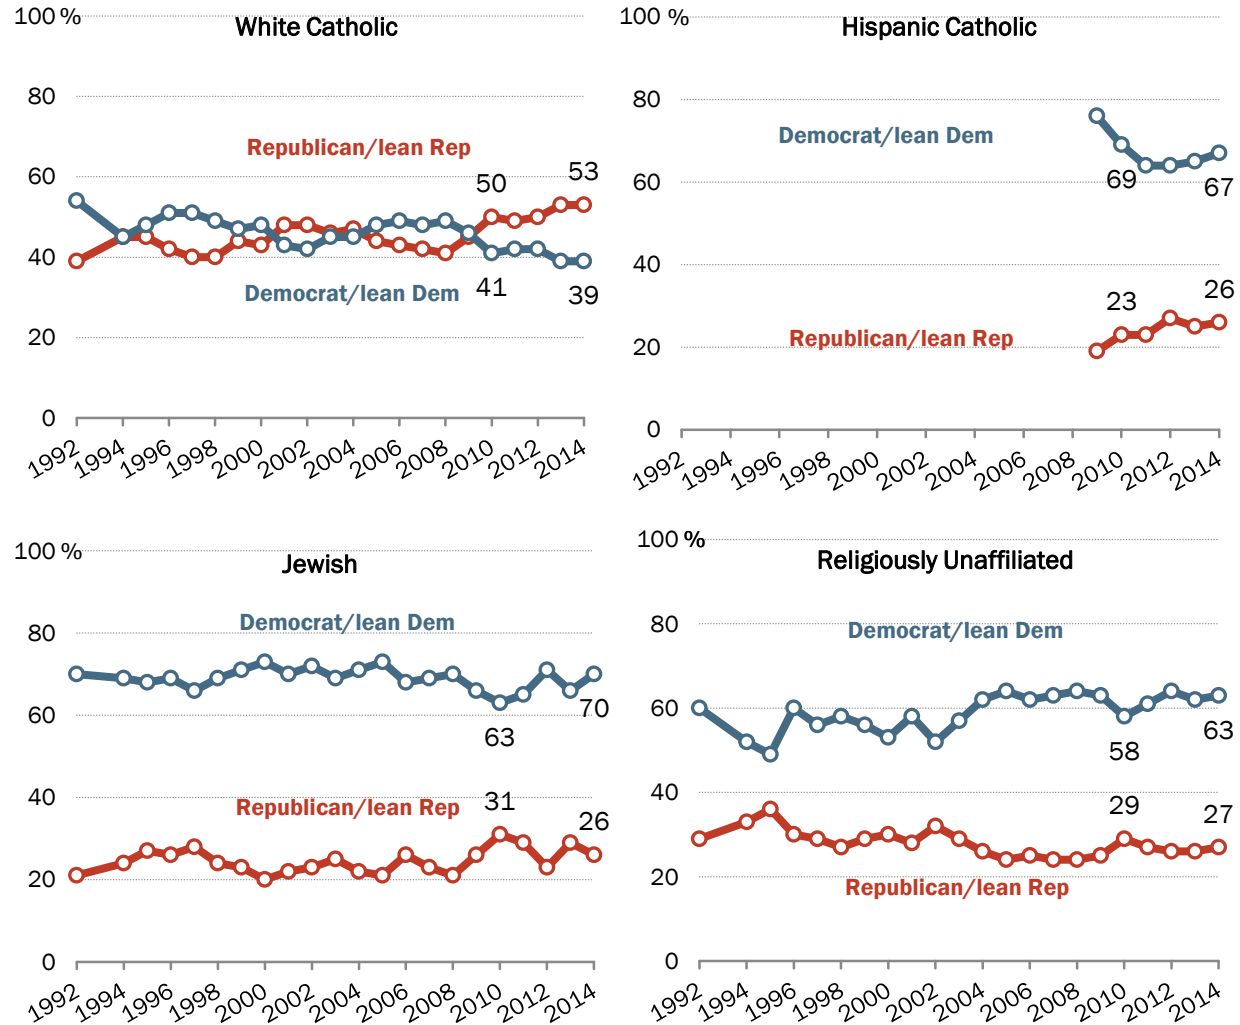 100 %
White Catholic
80
Republican/lean Rep
53
60
50
40
Democrat/lean Dem
41
39
20
0
1992 1994 1996 1998 2000 2002 2004 2006 2008 2010 2012 2014
100 %
Hispanic Catholic
80
Democrat/lean Dem
60
69
67
40
23
26
Republican/lean Rep
20
0
1992 1994 1996 1998 2000 2002 2004 2006 2008 2010 2012 2014
100 %
Jewish
Democrat/lean Dem
80
60
70
63
40
Republican/lean Rep
31
26
20
0
1992 1994 1996 1998 2000 2002 2004 2006 2008 2010 2012 2014
100 %
Religiously Unaffiliated
80
Democrat/lean Dem
60
63
58
40
29
27
20
Republican/lean Rep
0
1992 1994 1996 1998 2000 2002 2004 2006 2008 2010 2012 2014